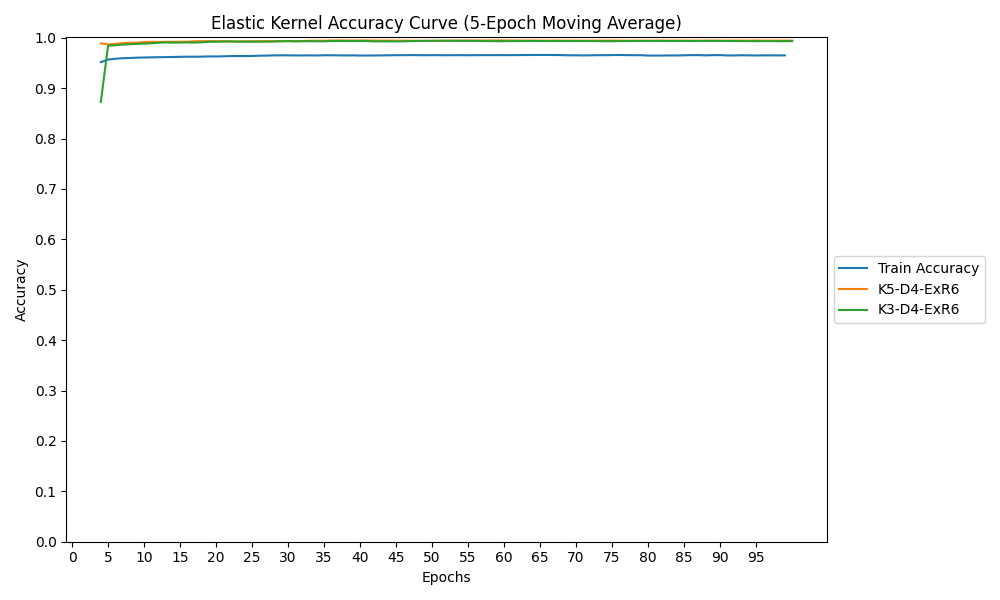 Elastic Kernel Accuracy Curve (5-Epoch Moving Average)
1.0
0.9
0.8
0.7
0.6
0.5
0.4
0.3
0.2
0.1
0.0
Accuracy
0 5 10 15 20 25 30 35 40 45 50 55 60 65 70 75 80 85 90 95
Epochs
Train Accuracy
K5-D4-ExR6
K3-D4-ExR6